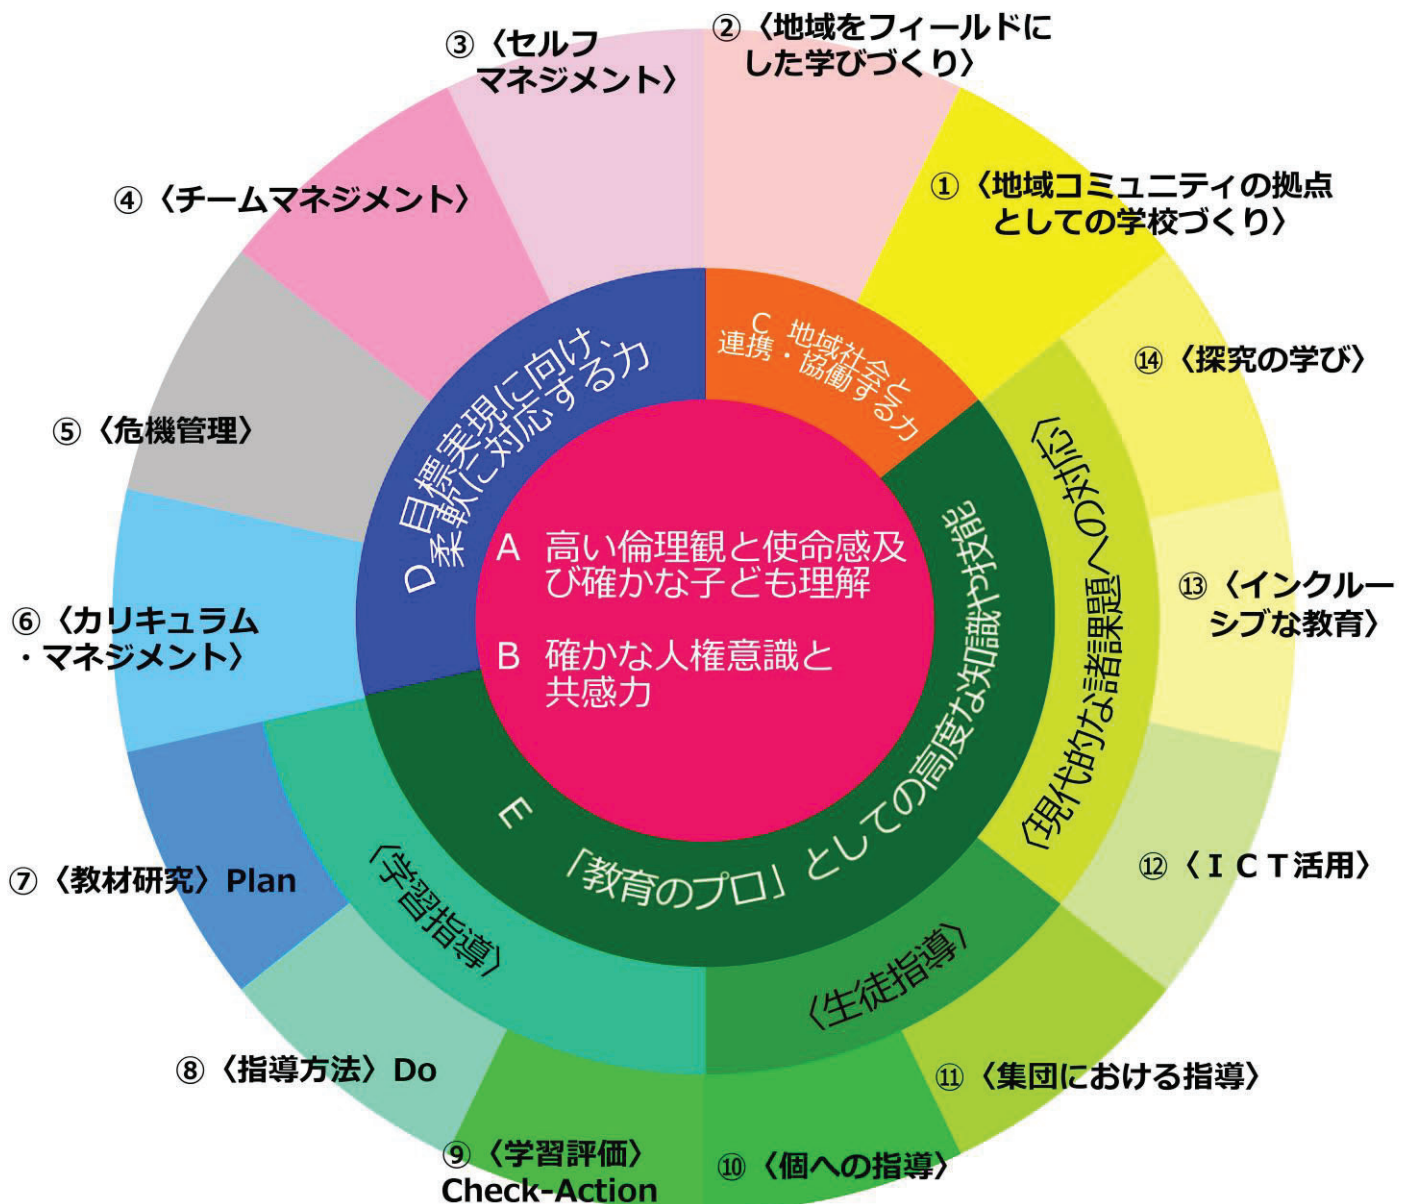 ②〈地域をフィールドに
した学びづくり〉
③〈セルフ
マネジメント〉
①〈地域コミュニティの拠点
としての学校づくり〉
④〈チームマネジメント〉
⑭〈探究の学び〉
⑤〈危機管理〉
⑬〈インクルー
シブな教育〉
⑥〈カリキュラム
・マネジメント〉
⑫〈ＩＣＴ活用〉
⑦〈教材研究〉Plan
⑪〈集団における指導〉
⑧〈指導方法〉Do
⑩〈個への指導〉
⑨〈学習評価〉
Check-Action
C 地域社会と
連携・協働する力
D 目標実現に向け、
柔軟に対応する力
A 高い倫理観と使命感及
び確かな子ども理解
B 確かな人権意識と
共感力
E 「教育のプロ」としての高度な知識や技能
〈現代的な諸課題への対応〉
〈生徒指導〉
〈学習指導〉